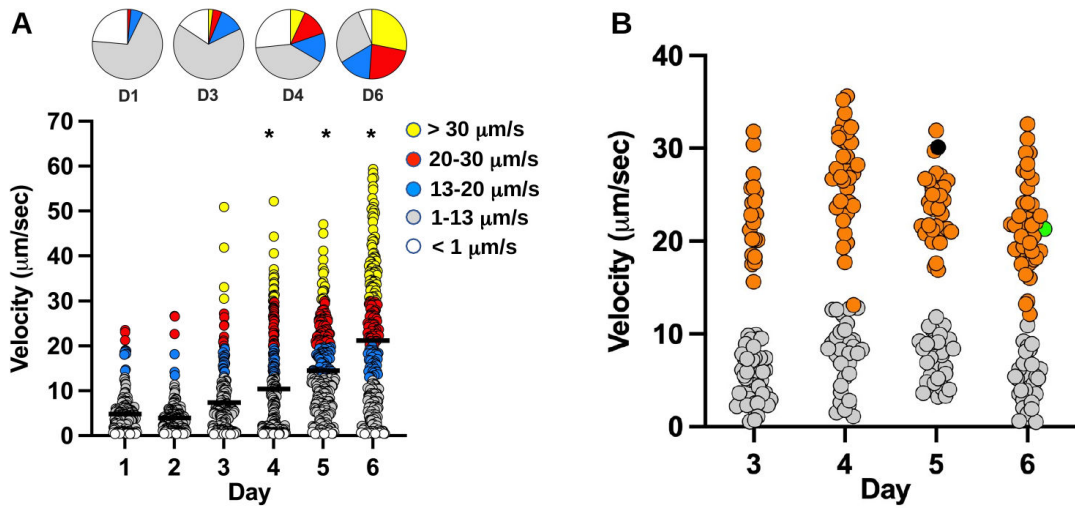 A
D1 D3 D4 D6
Velocity (μm/sec)
70
60
50
40
30
20
10
0
* * *
> 30 μm/s
20-30 μm/s
13-20 μm/s
1-13 μm/s
< 1 μm/s
1 2 3 4 5 6
Day
B
Velocity (μm/sec)
40
30
20
10
0
3 4 5 6
Day